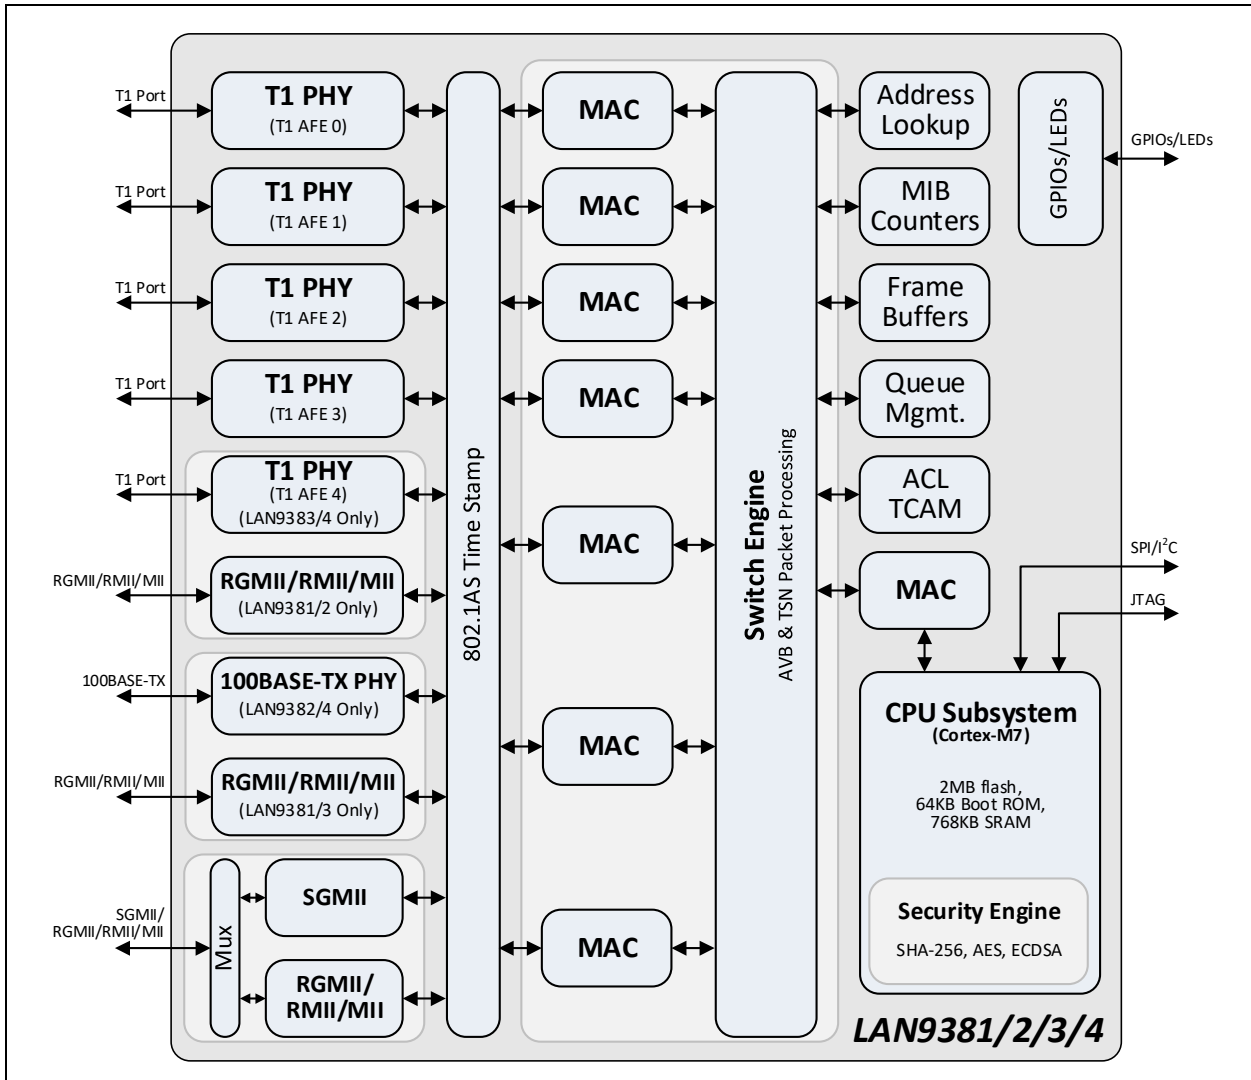 T1 Port
T1 PHY
(T1 AFE 0)
T1 Port
T1 PHY
(T1 AFE 1)
T1 Port
T1 PHY
(T1 AFE 2)
T1 Port
T1 PHY
(T1 AFE 3)
T1 Port
T1 PHY
(T1 AFE 4)
(LAN9383/4 Only)
RGMII/RMII/MII
RGMII/RMII/MII
(LAN9381/2 Only)
100BASE-TX
100BASE-TX PHY
(LAN9382/4 Only)
RGMII/RMII/MII
RGMII/RMII/MII
(LAN9381/3 Only)
SGMII/
RGMII/RMII/MII
Mux
SGMII
RGMII/
RMII/MII
802.1AS Time Stamp
MAC
MAC
MAC
MAC
MAC
MAC
MAC
Switch Engine
AVB & TSN Packet Processing
Address
Lookup
MIB
Counters
Frame
Buffers
Queue
Mgmt.
ACL
TCAM
MAC
GPIOs/LEDs
GPIOs/LEDs
SPI/I²C
JTAG
CPU Subsystem
(Cortex-M7)
2MB flash,
64KB Boot ROM,
768KB SRAM
Security Engine
SHA-256, AES, ECDSA
LAN9381/2/3/4